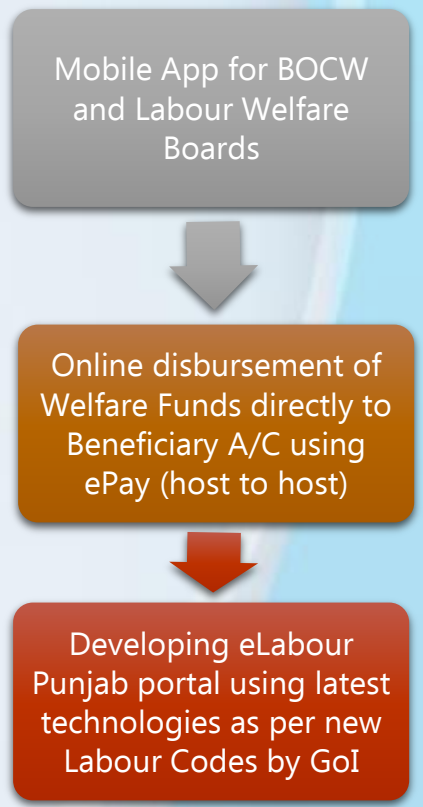 Mobile App for BOCW
and Labour Welfare
Boards
Online disbursement of
Welfare Funds directly to
Beneficiary A/C using
ePay (host to host)
Developing eLabour
Punjab portal using latest
technologies as per new
Labour Codes by GoI